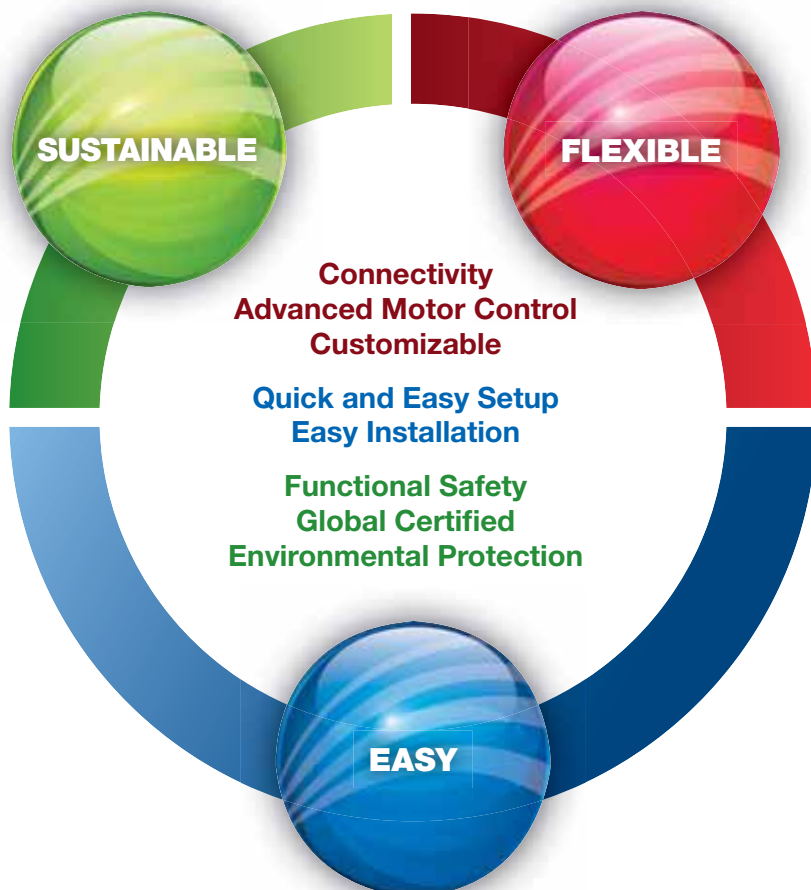 SUSTAINABLE
FLEXIBLE
Connectivity
Advanced Motor Control
Customizable
Quick and Easy Setup
Easy Installation
Functional Safety
Global Certified
Environmental Protection
EASY